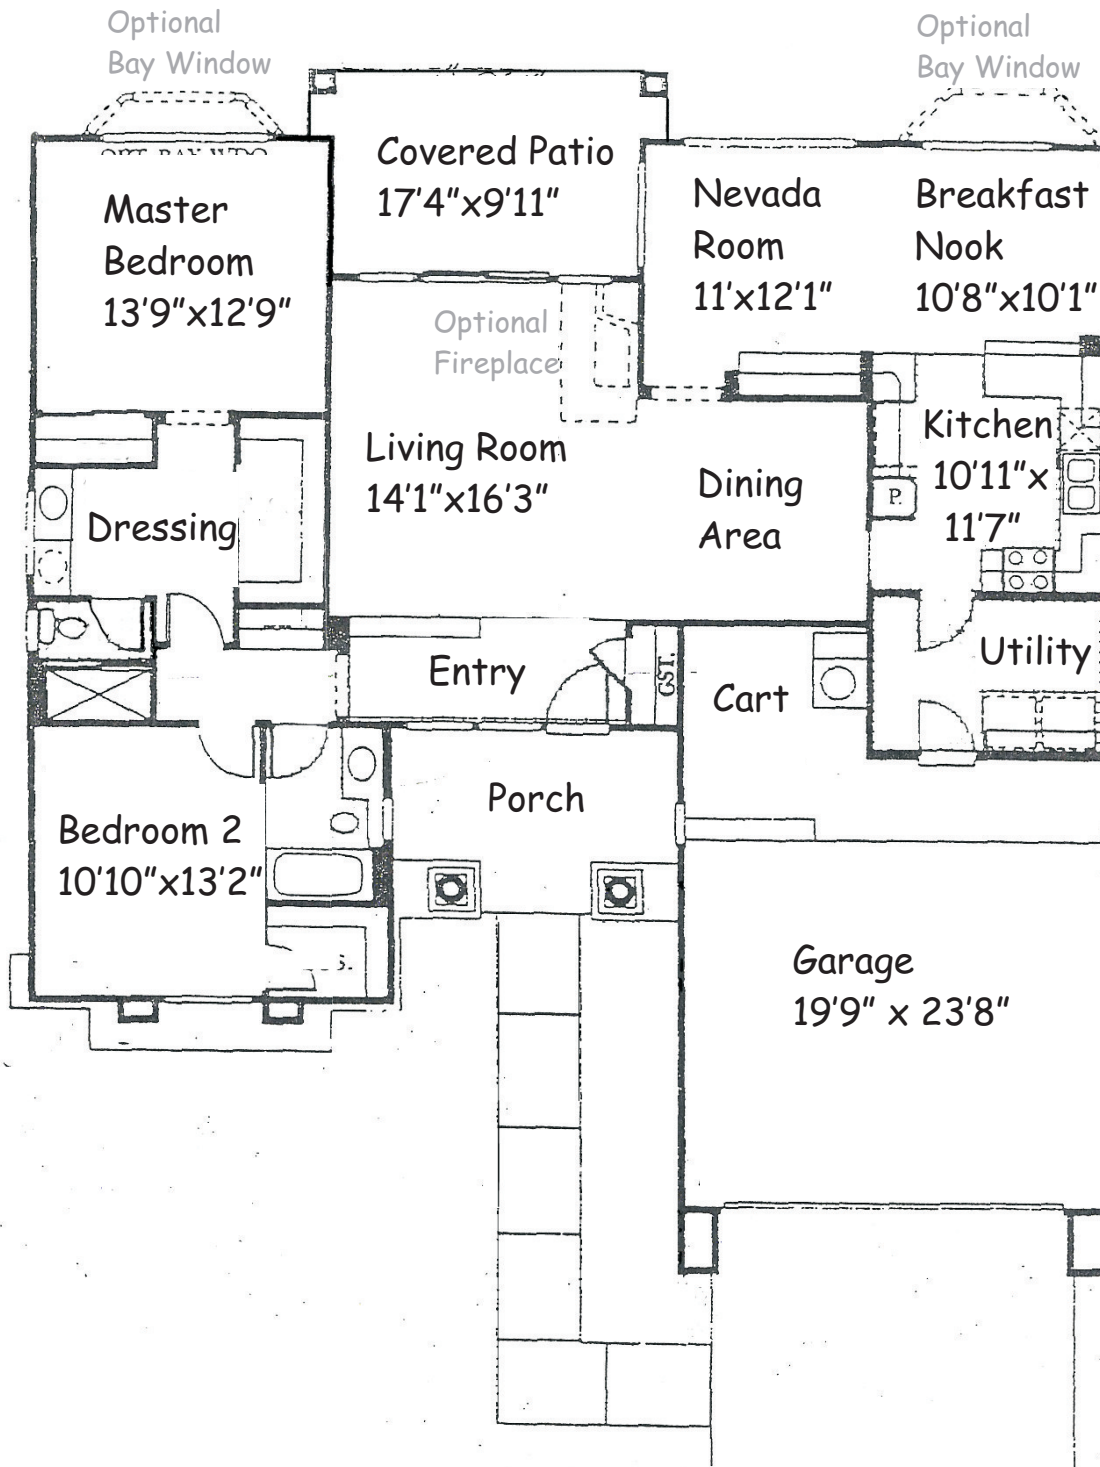 Optional
Bay Window
Optional
Bay Window
OPT. BAY WDO
Covered Patio
17'4"x9'11"
Master
Bedroom
13'9"x12'9"
Nevada
Room
11'x12'1"
Breakfast
Nook
10'8"x10'1"
Optional
Fireplace
Living Room
14'1"x16'3"
Dining
Area
Kitchen
10'11"x
11'7"
P.
Dressing
Entry
GST.
Cart
Utility
Porch
Bedroom 2
10'10"x13'2"
S.
Garage
19'9" x 23'8"